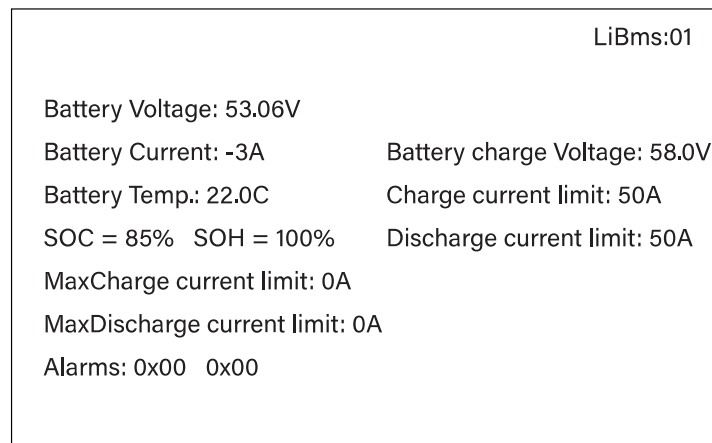 LiBms:01
Battery Voltage: 53.06V
Battery Current: -3A Battery charge Voltage: 58.0V
Battery Temp.: 22.0C Charge current limit: 50A
SOC = 85% SOH = 100% Discharge current limit: 50A
MaxCharge current limit: 0A
MaxDischarge current limit: 0A
Alarms: 0x00 0x00